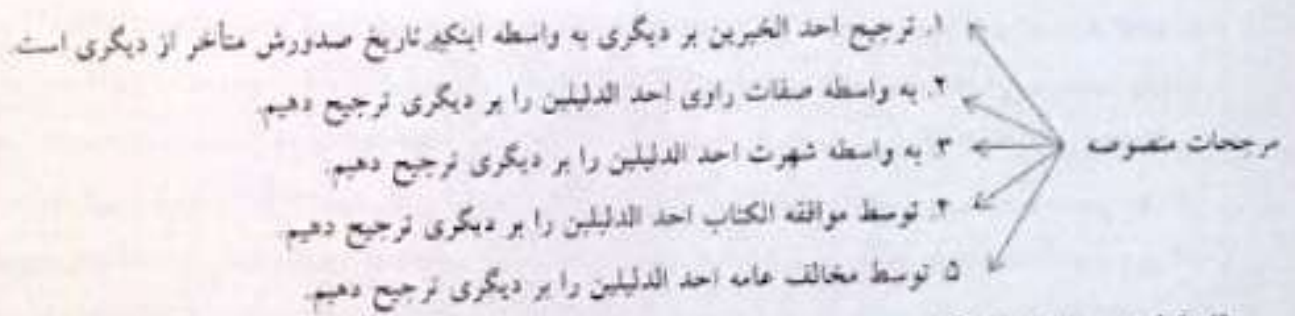 ۱. ترجیح احد الخبرین بر دیگری به واسطه اینکه تاریخ صدورش متأخر از دیگری است.
۲. به واسطه صفات راوی احد الدلیلین را بر دیگری ترجیح دهیم.
مرجحات منصوصه
۳. به واسطه شهرت احد الدلیلین را بر دیگری ترجیح دهیم.
۴. توسط موافقه الکتاب احد الدلیلین را بر دیگری ترجیح دهیم.
۵. توسط مخالف عامه احد الدلیلین را بر دیگری ترجیح دهیم.